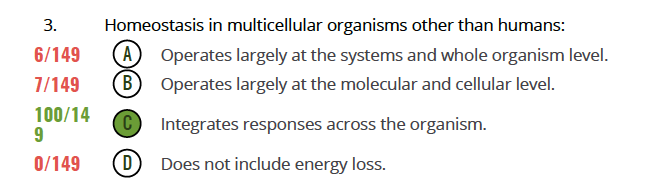 3. Homeostasis in multicellular organisms other than humans:
6/149 A Operates largely at the systems and whole organism level.
7/149 B Operates largely at the molecular and cellular level.
100/14
9 C Integrates responses across the organism.
0/149 D Does not include energy loss.